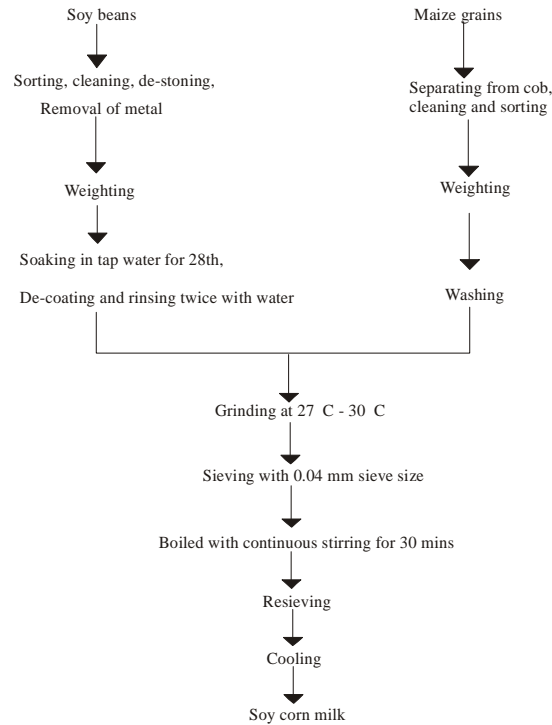 Soy beans
Sorting, cleaning, de-stoning,
Removal of metal
Weighting
Soaking in tap water for 28th,
De-coating and rinsing twice with water
Maize grains
Separating from cob,
cleaning and sorting
Weighting
Washing
Grinding at 27 C - 30 C
Sieving with 0.04 mm sieve size
Boiled with continuous stirring for 30 mins
Resieving
Cooling
Soy corn milk